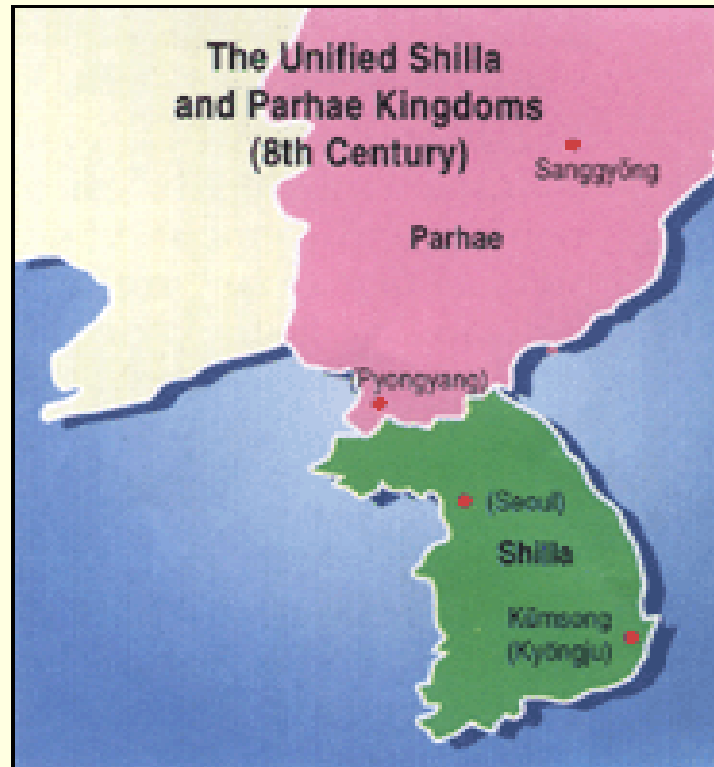 The Unified Shilla
and Parhae Kingdoms
(8th Century)
Sanggyŏng
Parhae
(Pyongyang)
(Seoul)
Shilla
Kŭmsong
(Kyŏngju)